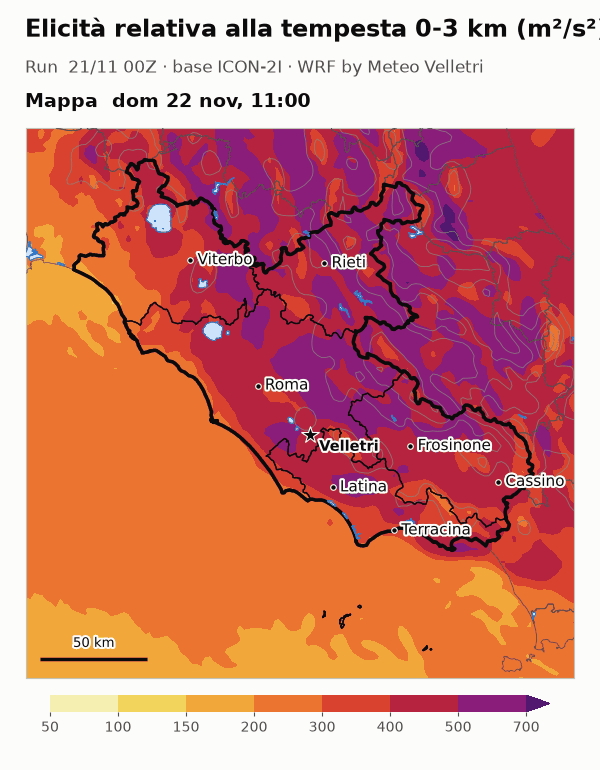 Elicità relativa alla tempesta 0-3 km (m²/s²)
Run 21/11 00Z · base ICON-2I · WRF by Meteo Velletri
Mappa dom 22 nov, 11:00
Viterbo
Rieti
Roma
Velletri
Frosinone
Latina
Cassino
Terracina
50 km
50 100 150 200 300 400 500 700